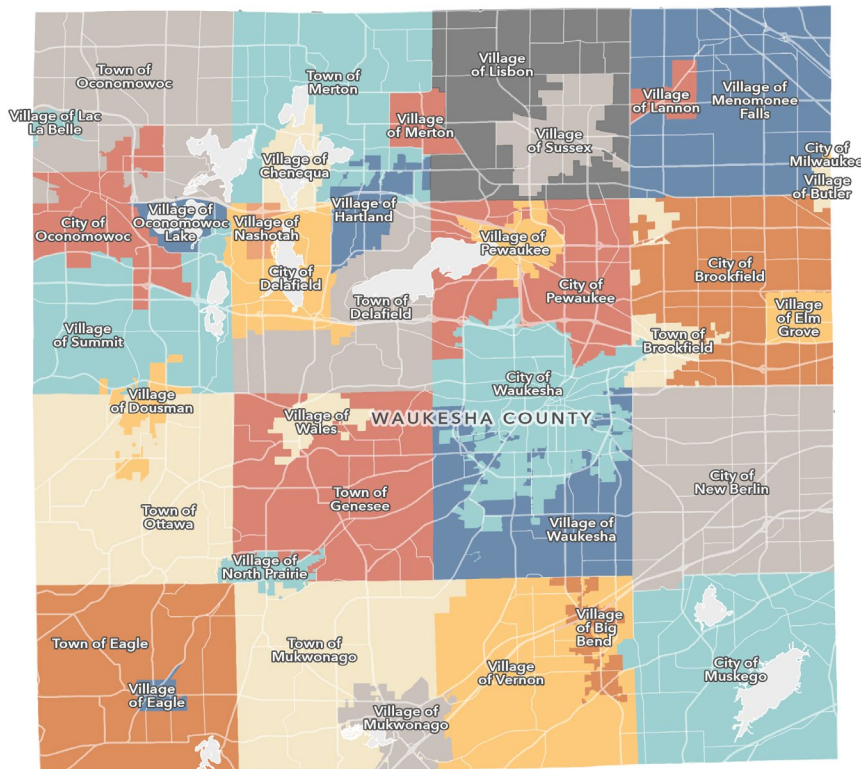 Town of
Oconomowoc
Town of
Merton
Village
of Lisbon
Village of Lac
La Belle
Village
of Merton
Village
of Sussex
Village
of Lannon
Village of
Menomonee
Falls
City of
Milwaukee
Village
of Butler
Village of
Chenequa
City of
Oconomowoc
Village of
Oconomowoc
Lake
Village of
Nashotah
Village of
Hartland
Village of
Pewaukee
City of
Delafield
City of
Pewaukee
City of
Brookfield
Town of
Delafield
Village
of Elm
Grove
Village
of Summit
Town of
Brookfield
City of
Waukesha
Village
of Dousman
Village of
Wales
WAUKESHA COUNTY
Town of
Ottawa
Town of
Genesee
City of
New Berlin
Village of
Waukesha
Village of
North Prairie
Town of Eagle
Town of
Mukwonago
Village
of Vernon
Village
of Big
Bend
City of
Muskego
Village
of Eagle
Village of
Mukwonago